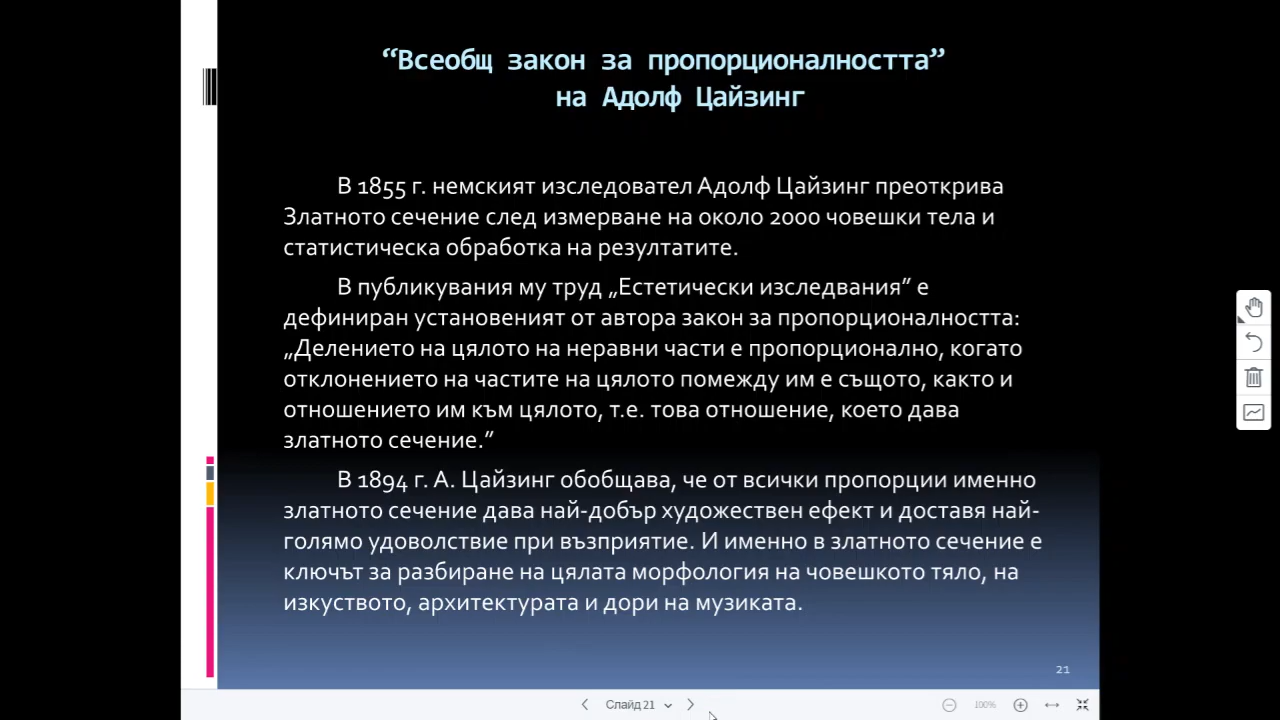 “Всеобщ закон за пропорционалността”
на Адолф Цайзинг
В 1855 г. немският изследовател Адолф Цайзинг преоткрива
Златното сечение след измерване на около 2000 човешки тела и
статистическа обработка на резултатите.
В публикувания му труд „Естетически изследвания” е
дефиниран установеният от автора закон за пропорционалността:
„Делението на цялото на неравни части е пропорционално, когато
отклонението на частите на цялото помежду им е същото, както и
отношението им към цялото, т.е. това отношение, което дава
златното сечение.”
В 1894 г. А. Цайзинг обобщава, че от всички пропорции именно
златното сечение дава най-добър художествен ефект и доставя най-
голямо удоволствие при възприятие. И именно в златното сечение е
ключът за разбиране на цялата морфология на човешкото тяло, на
изкуството, архитектурата и дори на музиката.
21
Слайд 21
100%